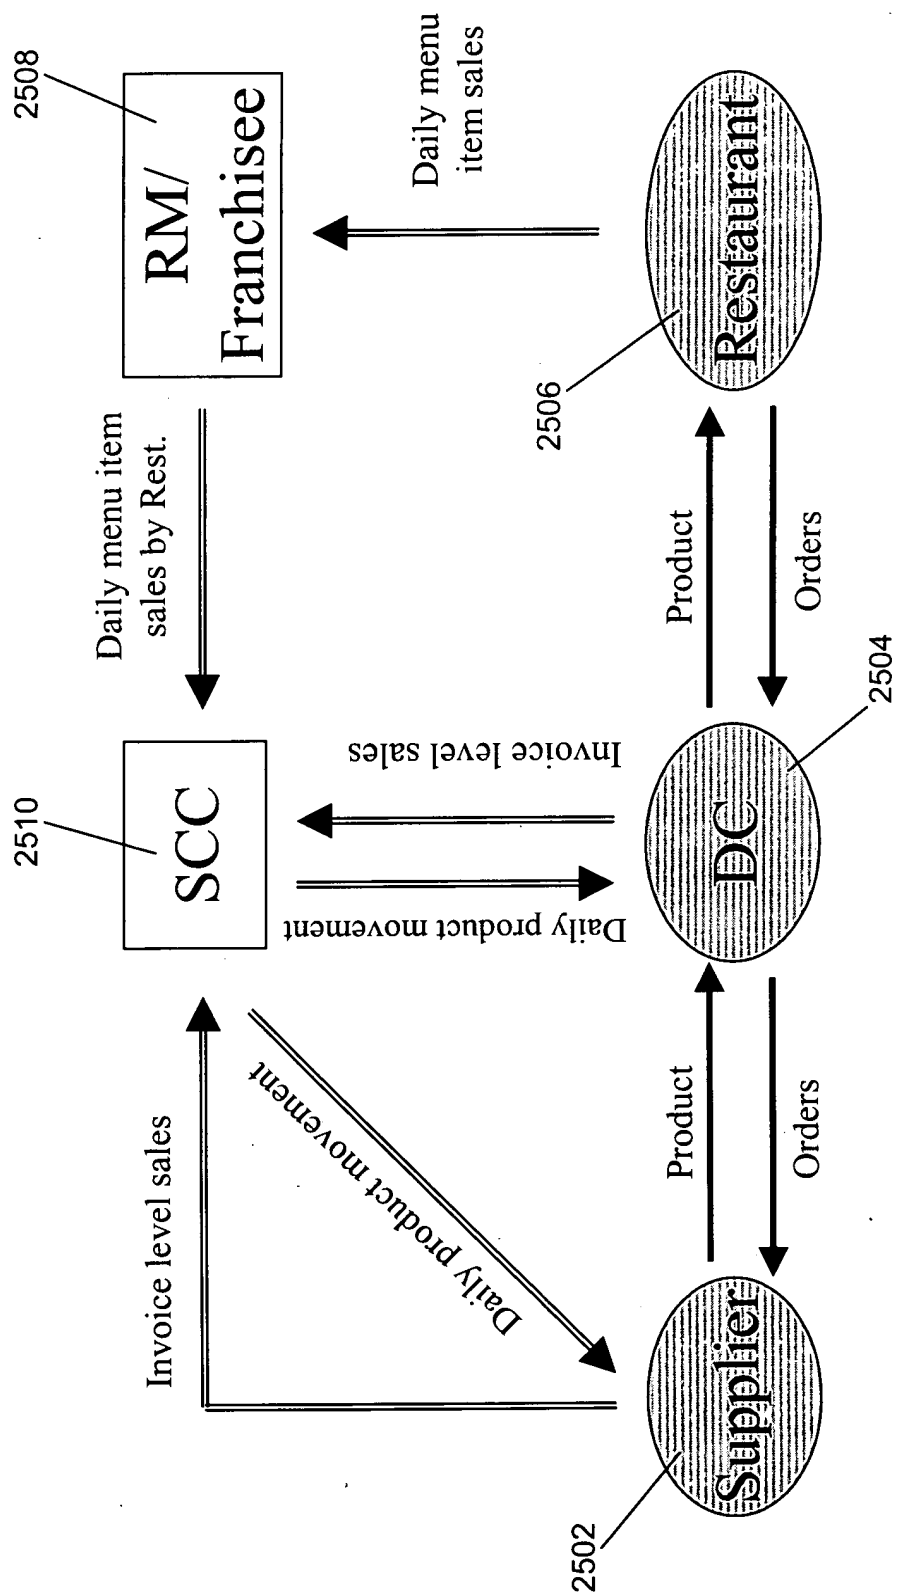 2510
2508
SCC
RM/
Franchisee
Invoice level sales
Daily menu item
sales by Rest.
Daily product movement
Daily product movement
Invoice level sales
Daily menu
item sales
2506
Product
Product
Supplier
DC
Restaurant
Orders
Orders
2502
2504